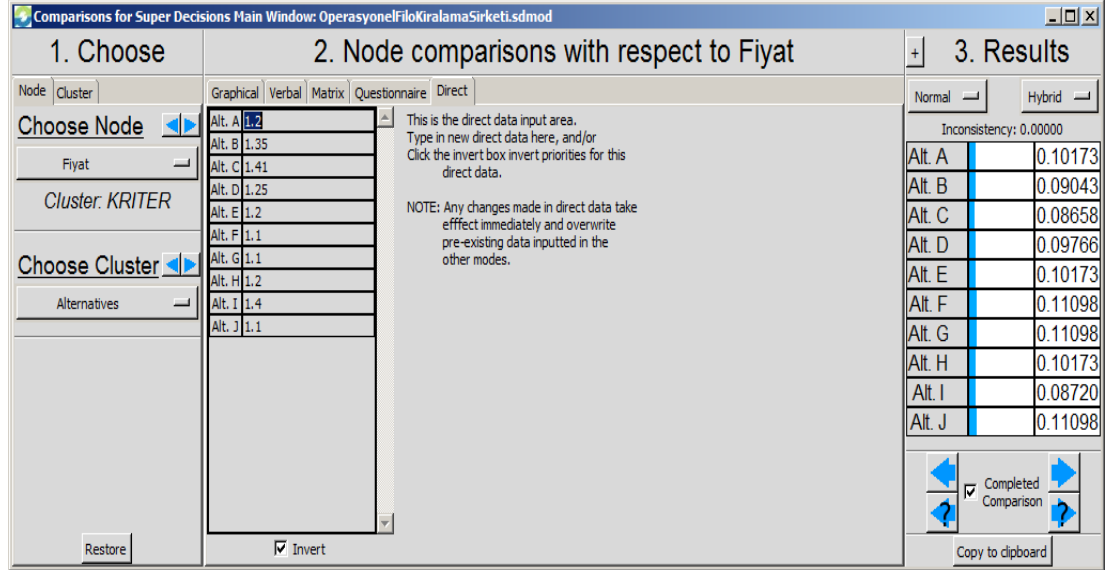 Comparisons for Super Decisions Main Window: OperasyonelFiloKiralamaSirketi.sdmod
1. Choose
2. Node comparisons with respect to Fiyat
+ 3. Results
Node Cluster
Graphical Verbal Matrix Questionnaire Direct
Normal Hybrid
Choose Node
Fiyat
Cluster: KRITER
Choose Cluster
Alternatives
Restore
Alt. A 1.2
Alt. B 1.35
Alt. C 1.41
Alt. D 1.25
Alt. E 1.2
Alt. F 1.1
Alt. G 1.1
Alt. H 1.2
Alt. I 1.4
Alt. J 1.1
Invert
This is the direct data input area.
Type in new direct data here, and/or
Click the invert box invert priorities for this
direct data.
NOTE: Any changes made in direct data take
efffect immediately and overwrite
pre-existing data inputted in the
other modes.
Inconsistency: 0.00000
Alt. A 0.10173
Alt. B 0.09043
Alt. C 0.08658
Alt. D 0.09766
Alt. E 0.10173
Alt. F 0.11098
Alt. G 0.11098
Alt. H 0.10173
Alt. I 0.08720
Alt. J 0.11098
Completed
Comparison
? ?
Copy to clipboard